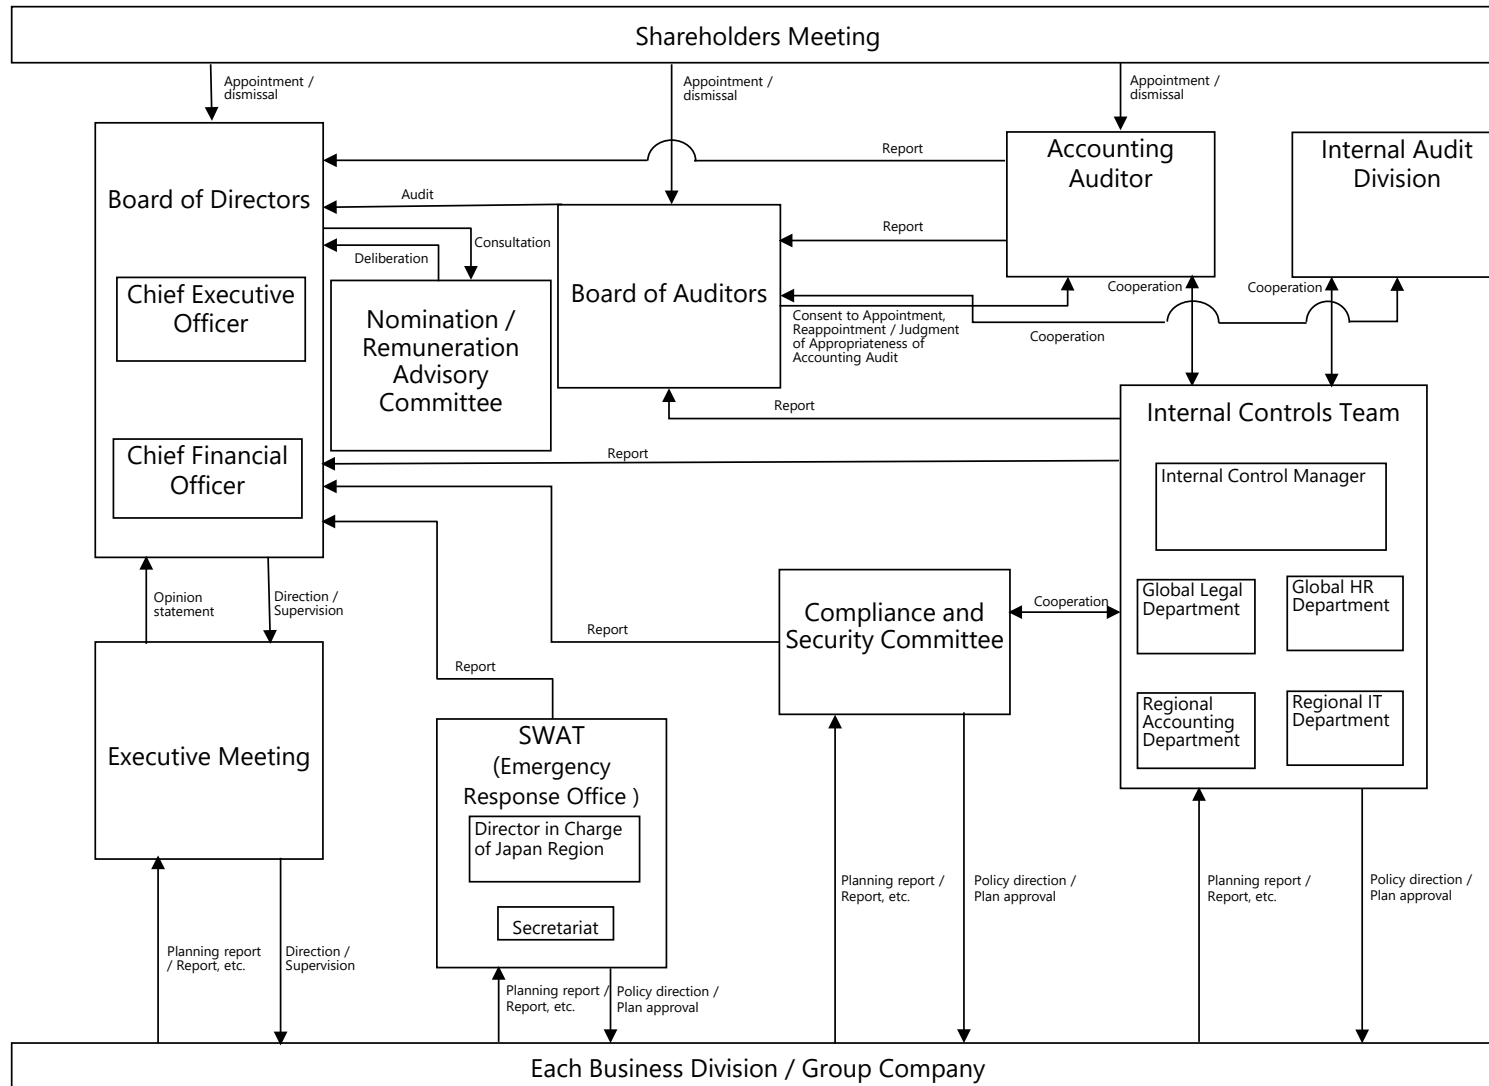 Shareholders Meeting
Appointment /
dismissal
Appointment /
dismissal
Appointment /
dismissal
Board of Directors
Chief Executive
Officer
Chief Financial
Officer
Report
Audit
Consultation
Deliberation
Nomination /
Remuneration
Advisory
Committee
Board of Auditors
Report
Accounting
Auditor
Internal Audit
Division
Cooperation
Cooperation
Consent to Appointment,
Reappointment / Judgment
of Appropriateness of
Accounting Audit
Cooperation
Report
Report
Internal Controls Team
Internal Control Manager
Global Legal
Department
Global HR
Department
Regional
Accounting
Department
Regional IT
Department
Opinion
statement
Direction /
Supervision
Report
Compliance and
Security Committee
Cooperation
Report
Executive Meeting
SWAT
(Emergency
Response Office )
Director in Charge
of Japan Region
Secretariat
Planning report
/ Report, etc.
Direction /
Supervision
Planning report /
Report, etc.
Policy direction /
Plan approval
Planning report /
Report, etc.
Policy direction /
Plan approval
Planning report /
Report, etc.
Policy direction /
Plan approval
Each Business Division / Group Company